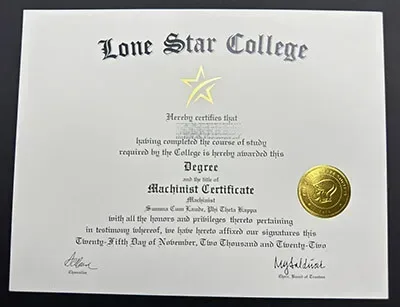 Lone Star College
Hereby certifies that
having completed the course of study
required by the College is hereby awarded this
Degree
and the title of
Machinist Certificate
Machinist
Summa Cum Laude, Phi Theta Kappa
with all the honors and privileges thereto pertaining
in testimony whereof, we have hereto affixed our signatures this
Twenty-Fifth Day of November, Two Thousand and Twenty-Two
Chancellor
Chair, Board of Trustees